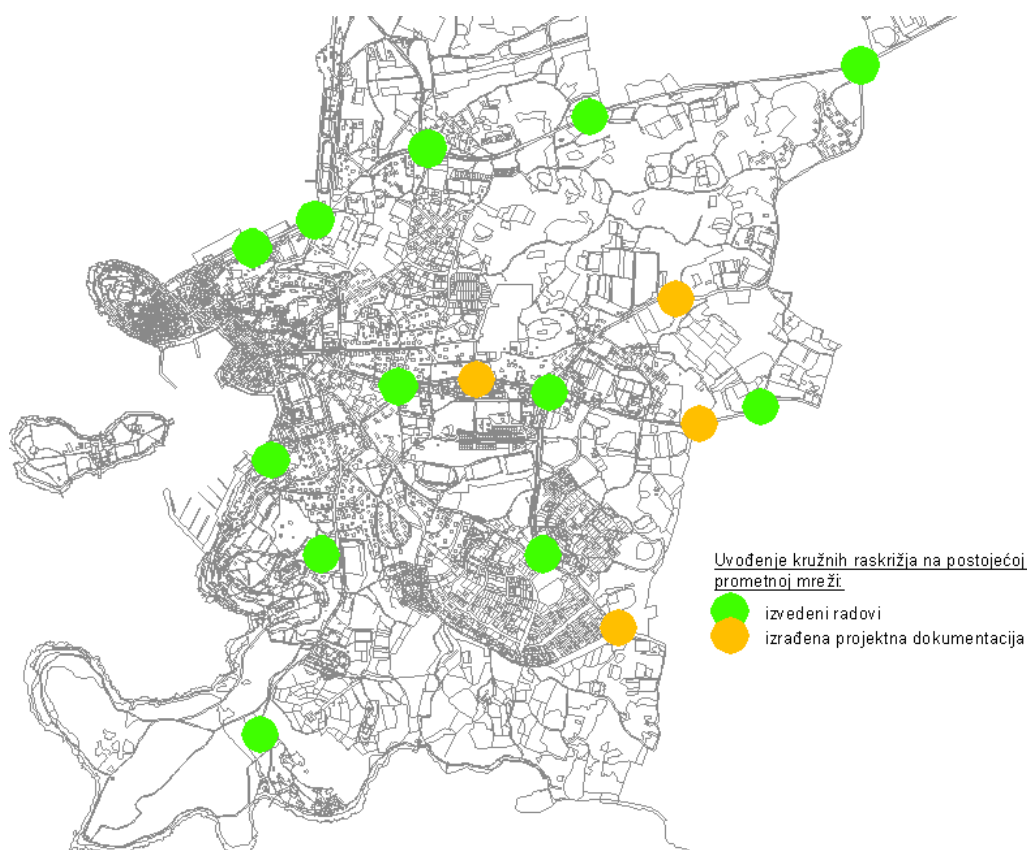 Uvođenje kružnih raskrižja na postojećoj
prometnoj mreži:
izvedeni radovi
izrađena projektna dokumentacija